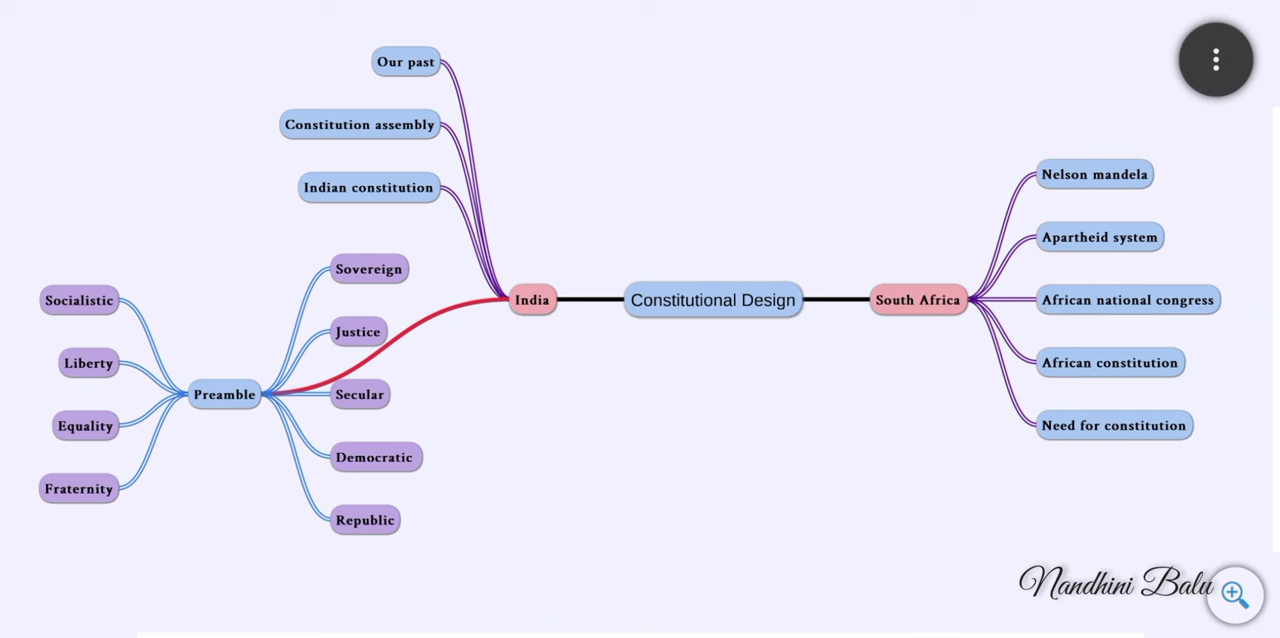 Constitutional Design
India
Our past
Constitution assembly
Indian constitution
Preamble
Sovereign
Justice
Secular
Democratic
Republic
Socialistic
Liberty
Equality
Fraternity
South Africa
Nelson mandela
Apartheid system
African national congress
African constitution
Need for constitution
Nandhini Balu